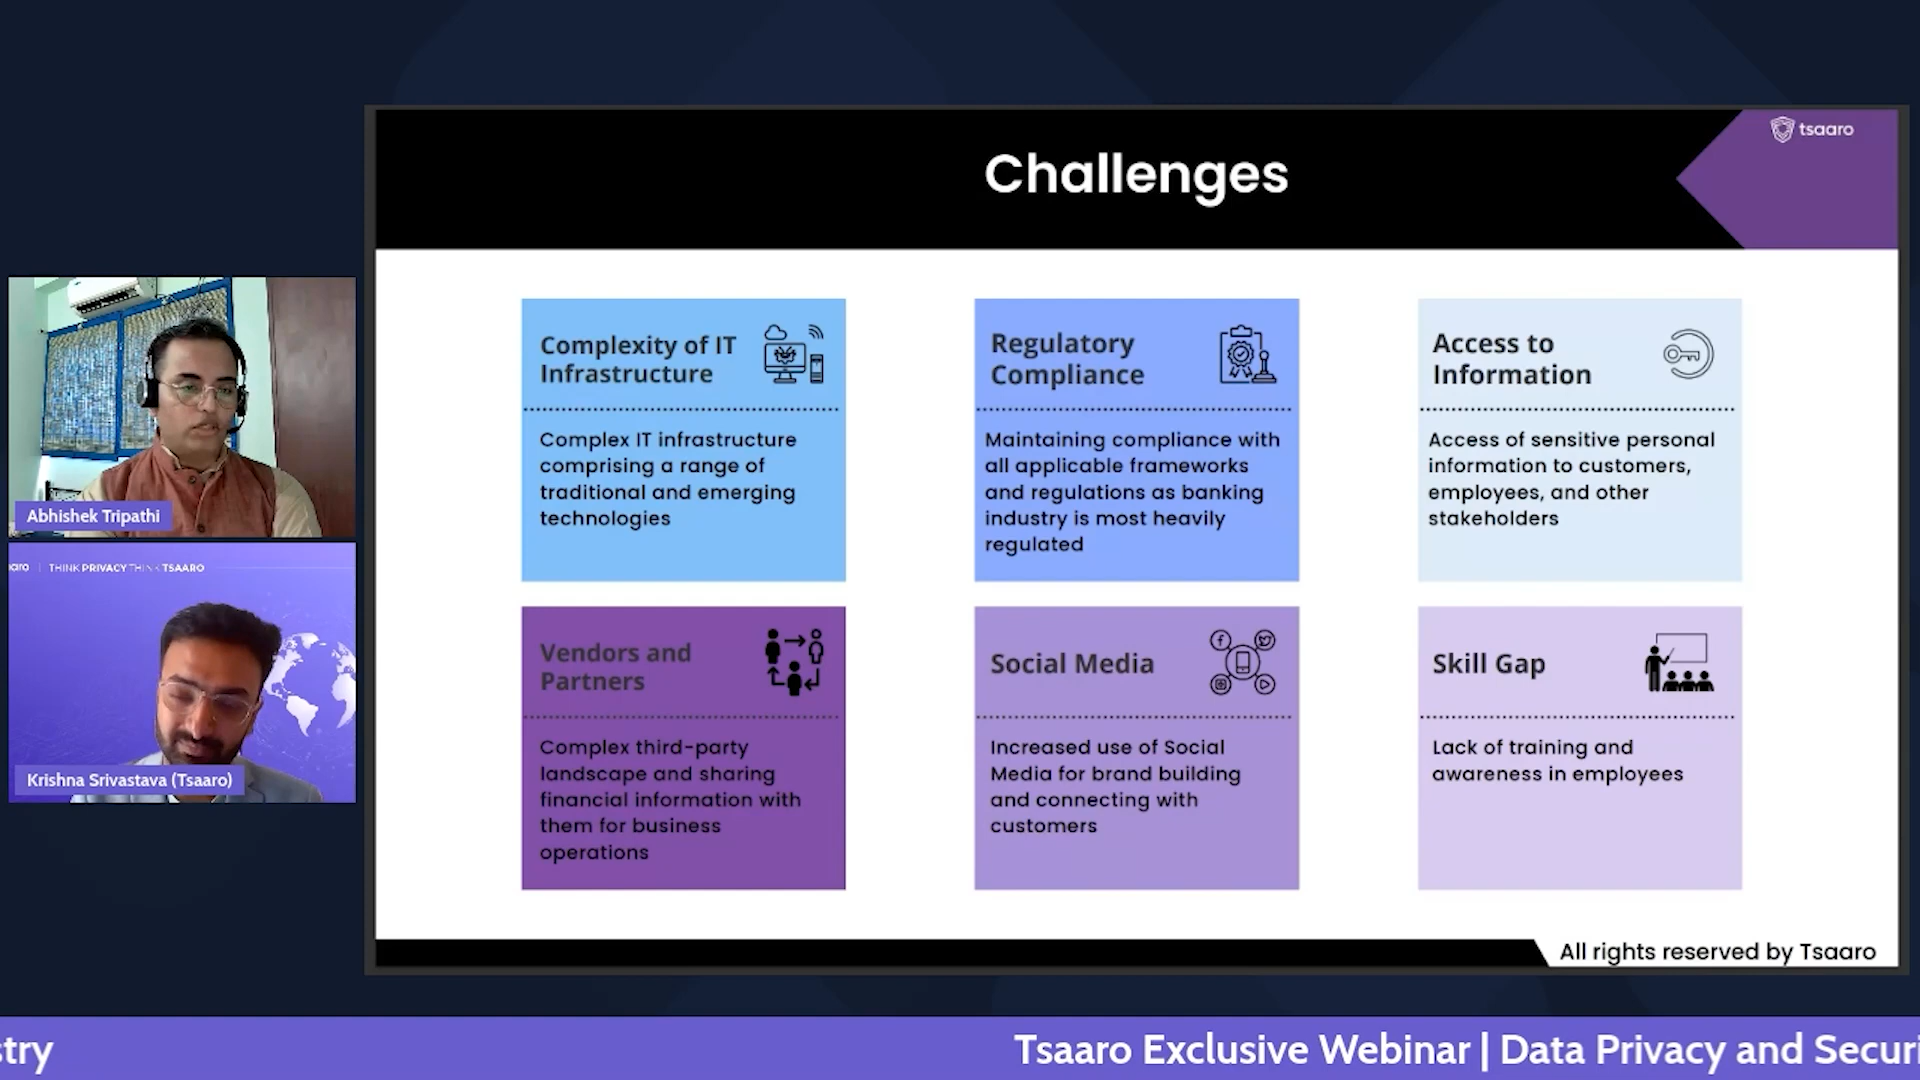 tsaaro
Challenges
Complexity of IT
Infrastructure
Complex IT infrastructure
comprising a range of
traditional and emerging
technologies
Regulatory
Compliance
Maintaining compliance with
all applicable frameworks
and regulations as banking
industry is most heavily
regulated
Access to
Information
Access of sensitive personal
information to customers,
employees, and other
stakeholders
Vendors and
Partners
Complex third-party
landscape and sharing
financial information with
them for business
operations
Social Media
Increased use of Social
Media for brand building
and connecting with
customers
Skill Gap
Lack of training and
awareness in employees
All rights reserved by Tsaaro
Abhishek Tripathi
aro | THINK PRIVACY THINK TSAARO
Krishna Srivastava (Tsaaro)
stry
Tsaaro Exclusive Webinar | Data Privacy and Securi